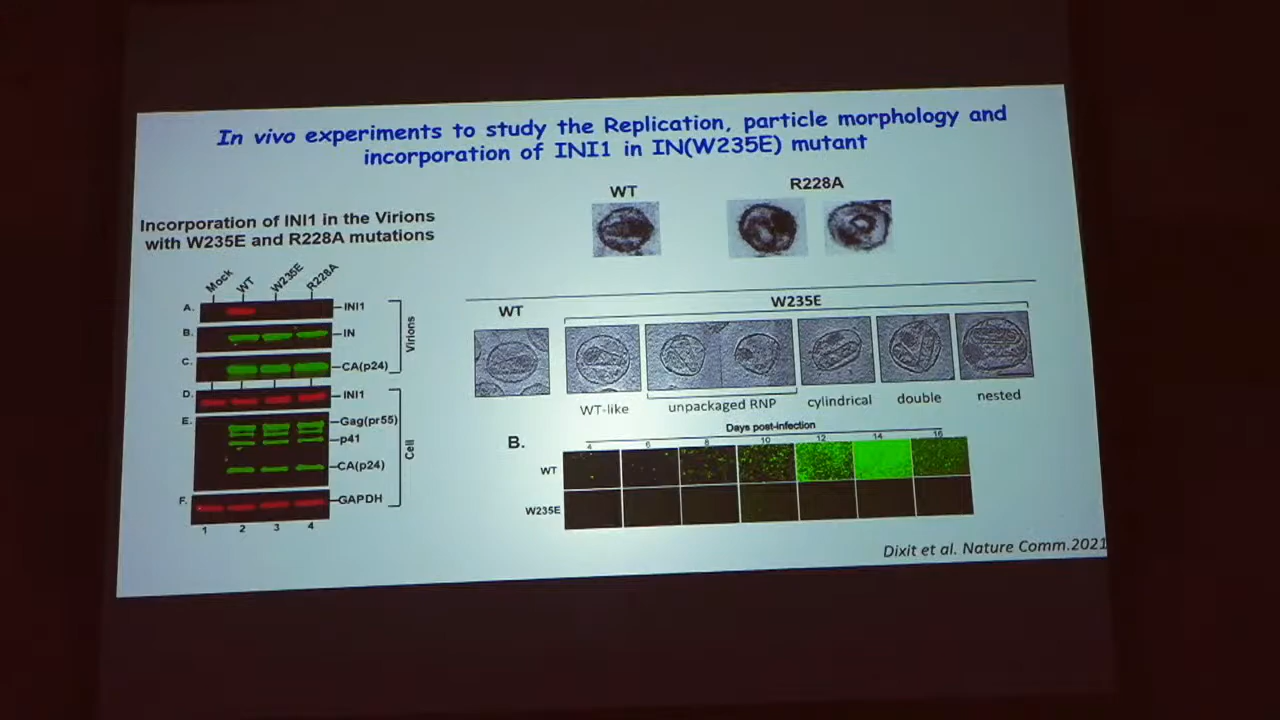 In vivo experiments to study the Replication, particle morphology and
incorporation of INI1 in IN(W235E) mutant
Incorporation of INI1 in the Virions
with W235E and R228A mutations
Mock
WT
W235E
R228A
A.
INI1
B.
IN
C.
CA(p24)
Virions
D.
INI1
E.
Gag(pr55)
p41
CA(p24)
Cell
F.
GAPDH
1 2 3 4
WT
R228A
WT
W235E
WT-like
unpackaged RNP
cylindrical
double
nested
B.
Days post-infection
4 6 8 10 12 14 16
WT
W235E
Dixit et al. Nature Comm.2021